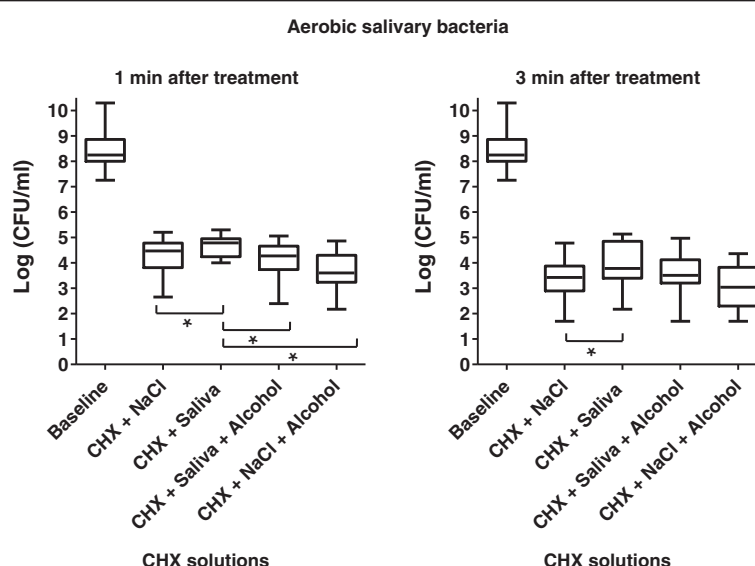 Aerobic salivary bacteria
1 min after treatment
Log (CFU/ml)
10
9
8
7
6
5
4
3
2
1
0
*
*
*
Baseline
CHX + NaCl
CHX + Saliva
CHX + Saliva + Alcohol
CHX + NaCl + Alcohol
CHX solutions
3 min after treatment
Log (CFU/ml)
10
9
8
7
6
5
4
3
2
1
0
*
Baseline
CHX + NaCl
CHX + Saliva
CHX + Saliva + Alcohol
CHX + NaCl + Alcohol
CHX solutions